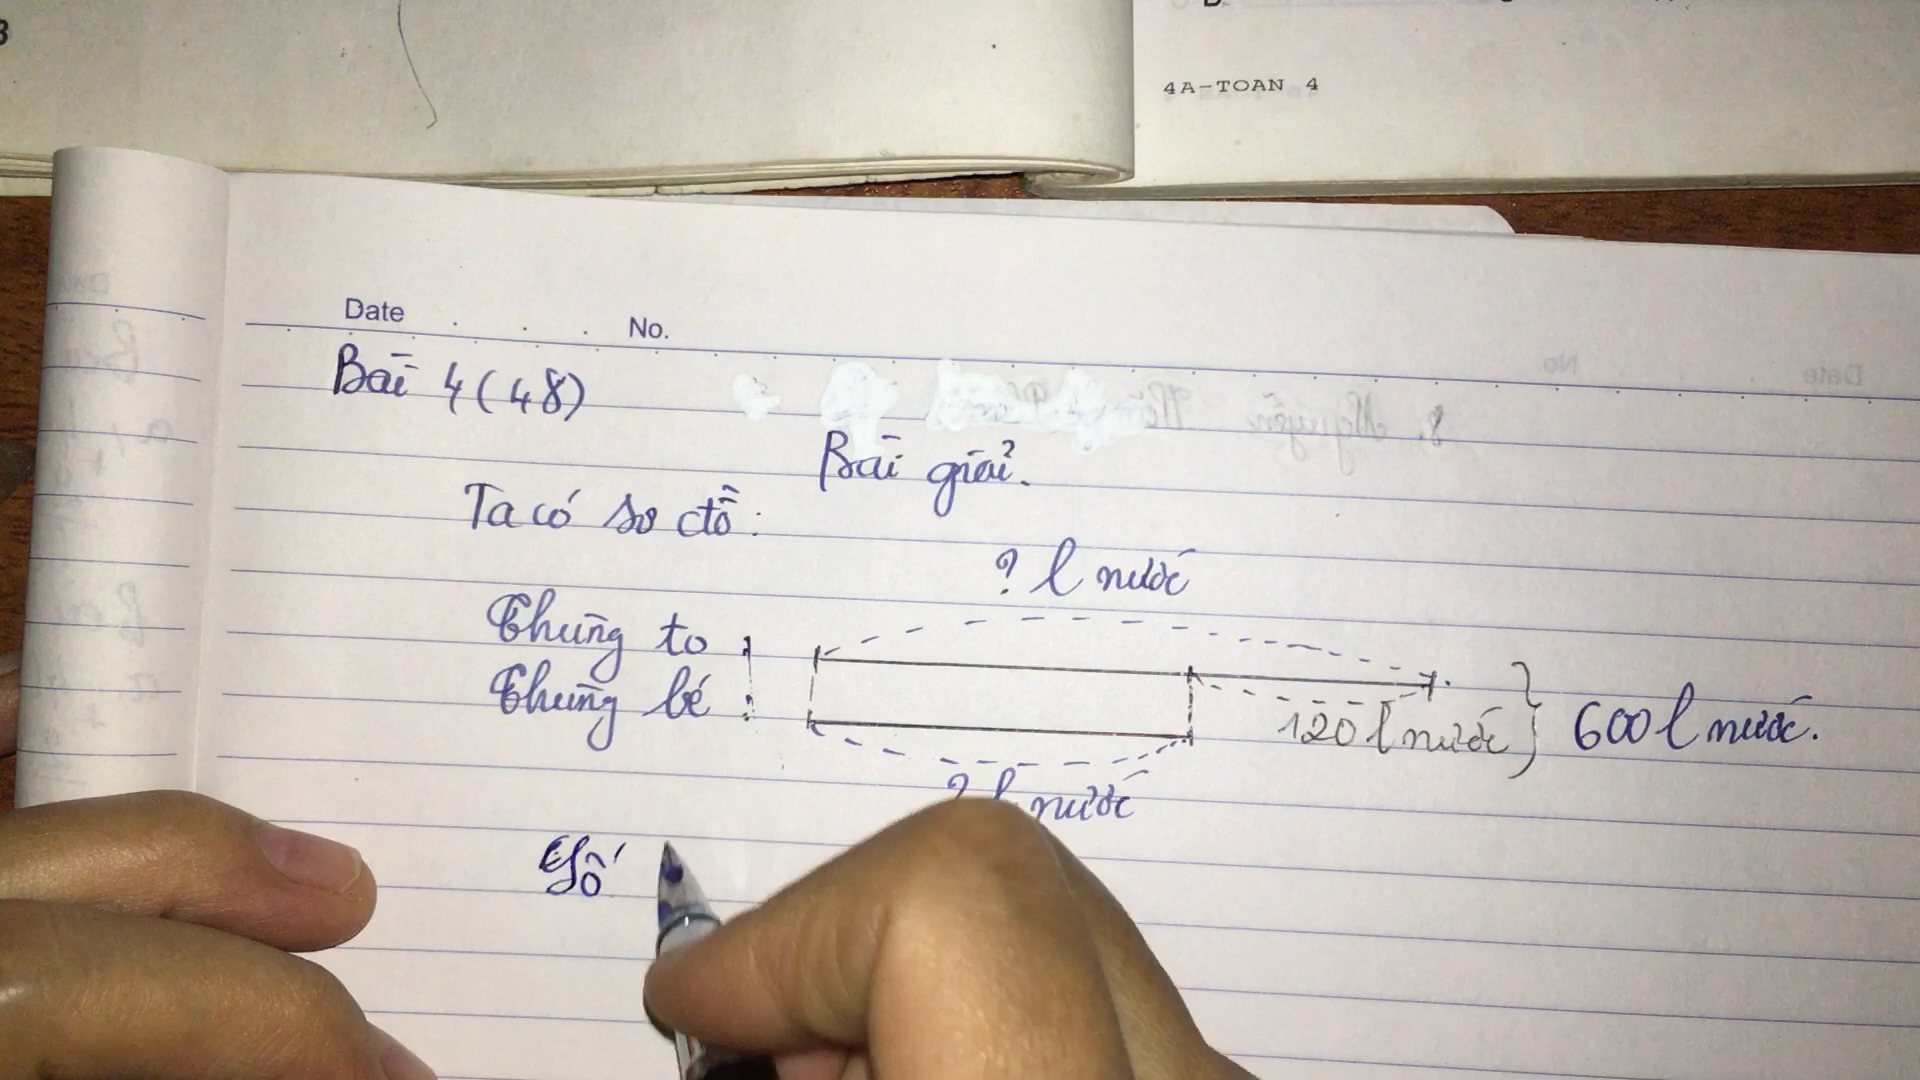 4A-TOAN 4
Date No.
Bài 4 (48)
Bài giải.
Ta có sơ đồ:
? l nước
Thùng to :
Thùng bé :
120 l nước
600 l nước.
? l nước
Số